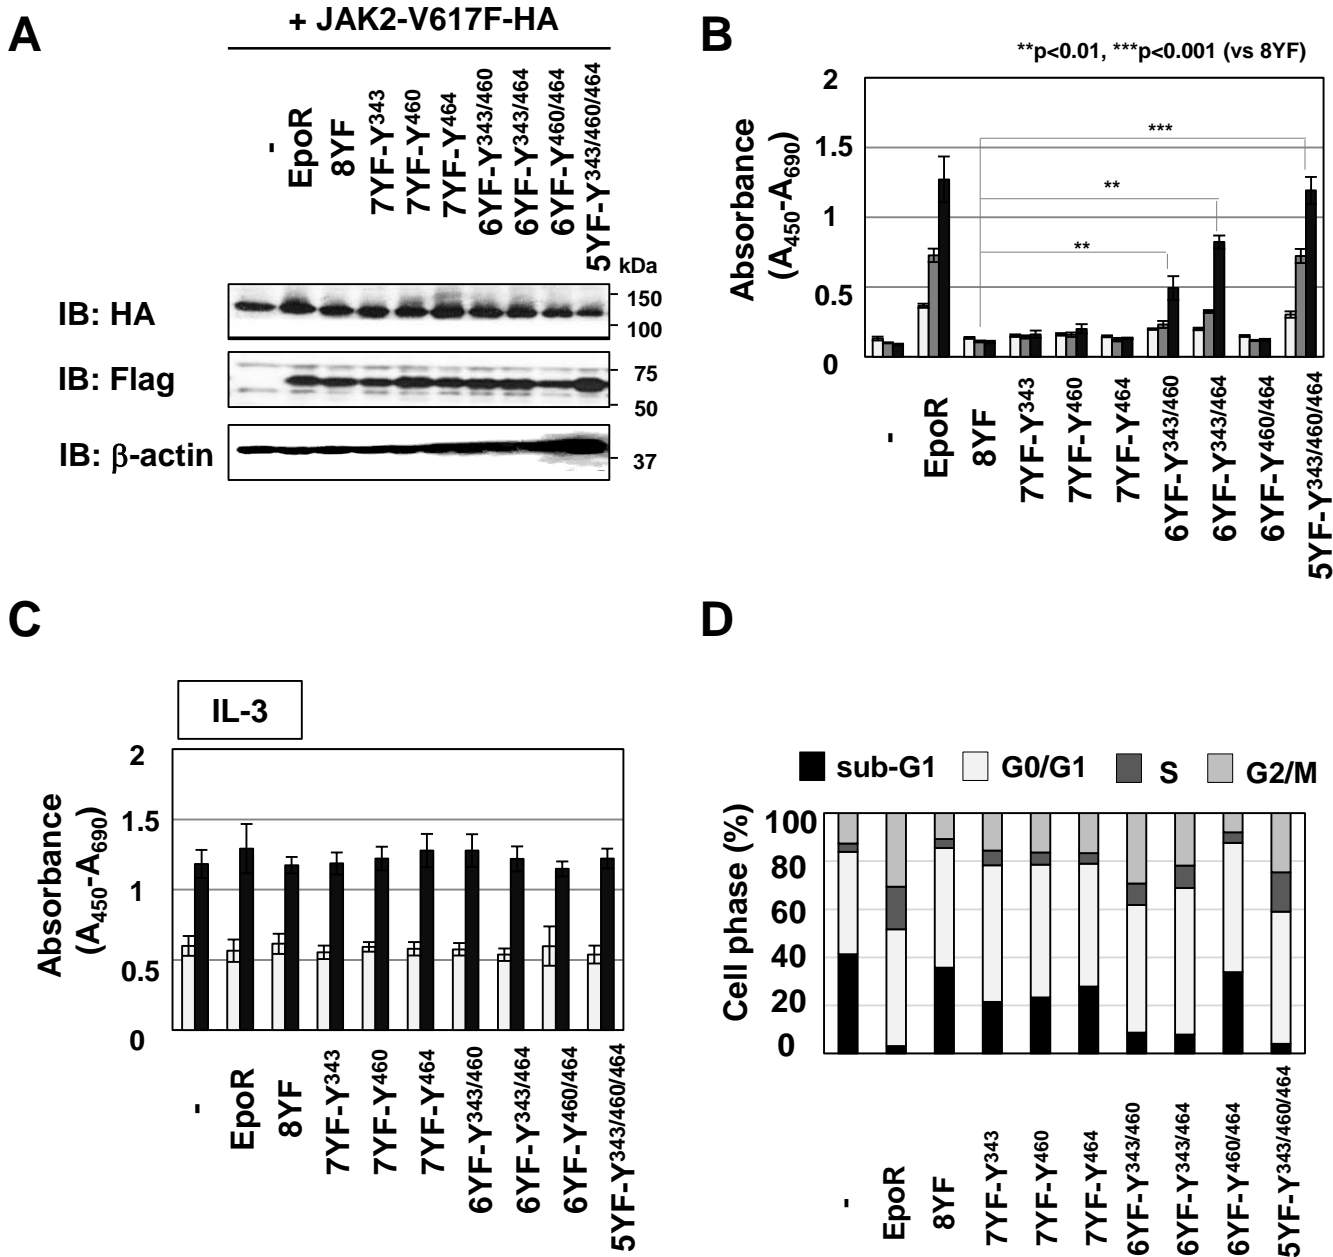 A
+ JAK2-V617F-HA
-
EpoR
8YF
7YF-Y343
7YF-Y460
7YF-Y464
6YF-Y343/460
6YF-Y343/464
6YF-Y460/464
5YF-Y343/460/464
kDa
IB: HA
150
100
IB: Flag
75
50
IB: β-actin
37
B
**p<0.01, ***p<0.001 (vs 8YF)
Absorbance
(A450-A690)
2
1.5
1
0.5
0
***
**
**
-
EpoR
8YF
7YF-Y343
7YF-Y460
7YF-Y464
6YF-Y343/460
6YF-Y343/464
6YF-Y460/464
5YF-Y343/460/464
C
IL-3
Absorbance
(A450-A690)
2
1.5
1
0.5
0
-
EpoR
8YF
7YF-Y343
7YF-Y460
7YF-Y464
6YF-Y343/460
6YF-Y343/464
6YF-Y460/464
5YF-Y343/460/464
D
sub-G1
G0/G1
S
G2/M
Cell phase (%)
100
80
60
40
20
0
-
EpoR
8YF
7YF-Y343
7YF-Y460
7YF-Y464
6YF-Y343/460
6YF-Y343/464
6YF-Y460/464
5YF-Y343/460/464